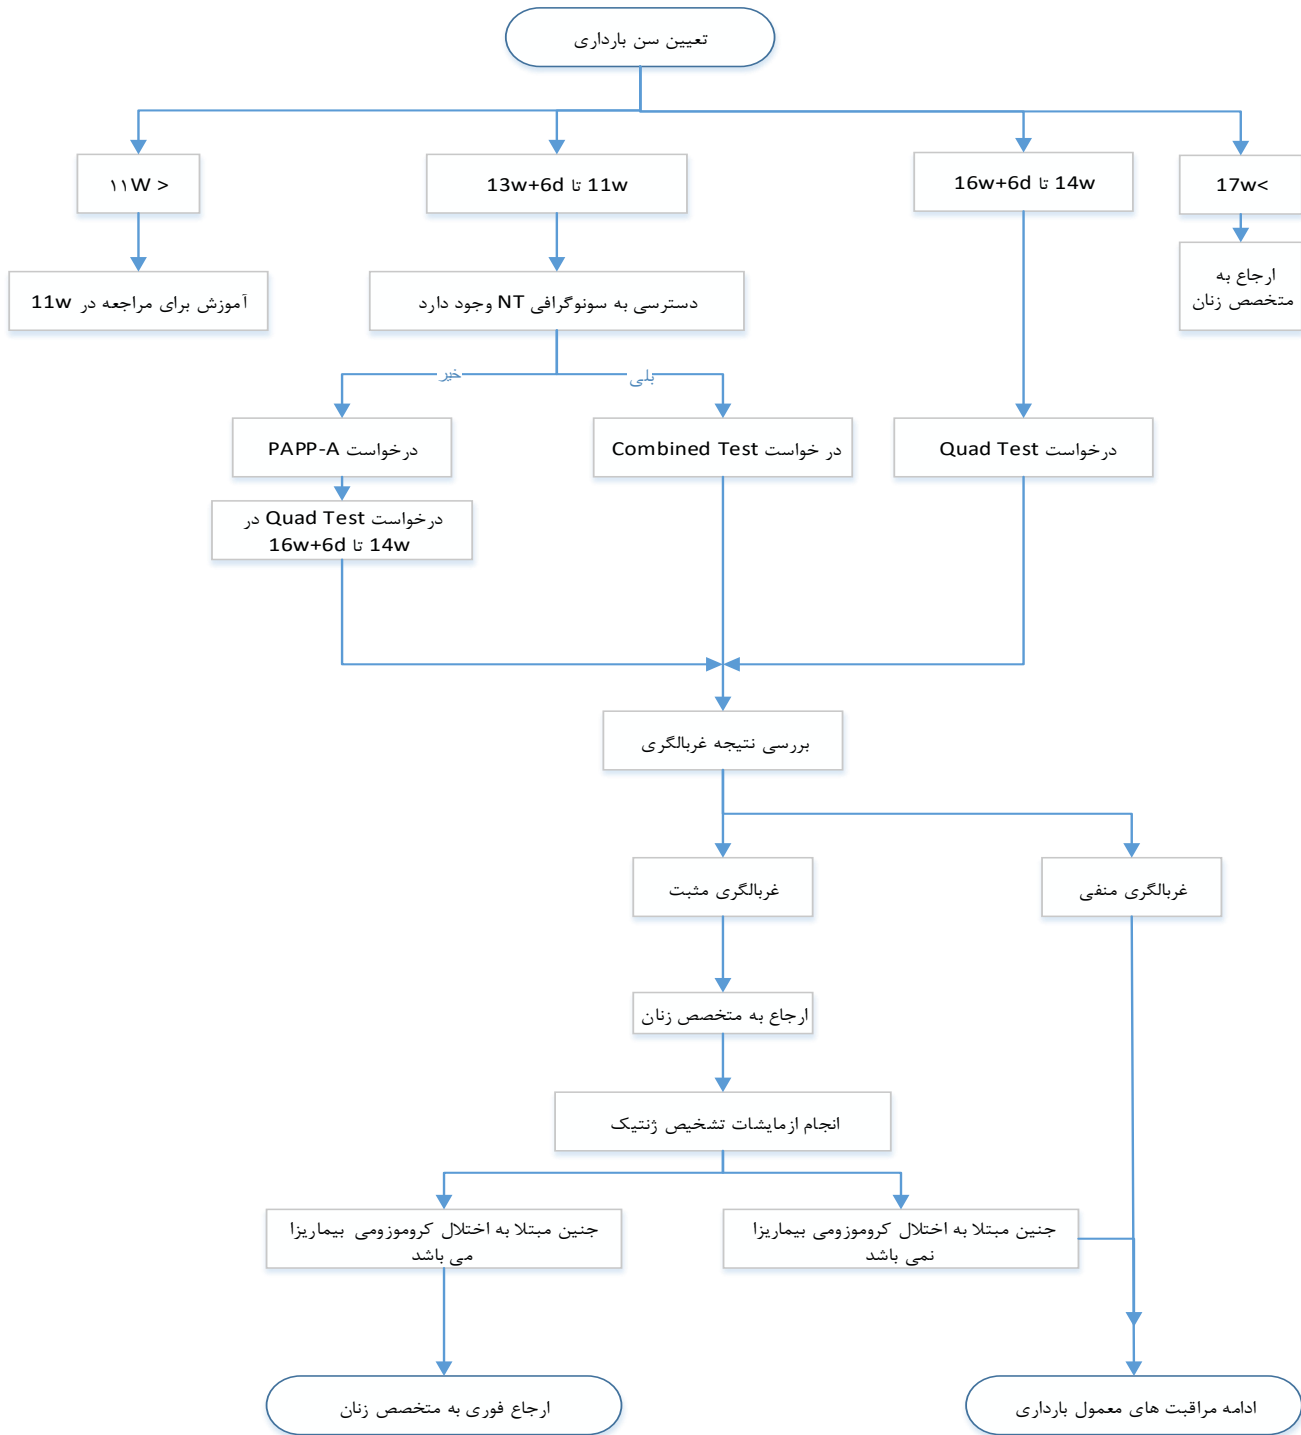 تعیین سن بارداری
۱۱W >
11w تا 13w+6d
14w تا 16w+6d
17w<
آموزش برای مراجعه در 11w
دسترسی به سونوگرافی NT وجود دارد
ارجاع به
متخصص زنان
خیر
بلی
درخواست PAPP-A
در خواست Combined Test
درخواست Quad Test
درخواست Quad Test در
14w تا 16w+6d
بررسی نتیجه غربالگری
غربالگری مثبت
غربالگری منفی
ارجاع به متخصص زنان
انجام ازمایشات تشخیص ژنتیک
جنین مبتلا به اختلال کروموزومی بیماریزا
می باشد
جنین مبتلا به اختلال کروموزومی بیماریزا
نمی باشد
ارجاع فوری به متخصص زنان
ادامه مراقبت های معمول بارداری